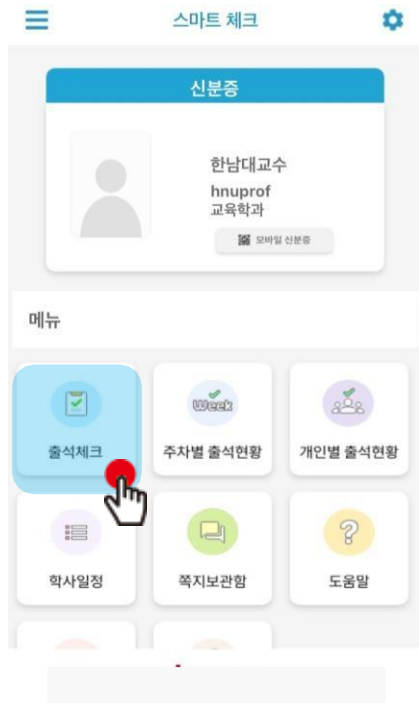 스마트 체크
신분증
한남대교수
hnuprof
교육학과
모바일 신분증
메뉴
Week
출석체크
주차별 출석현황
개인별 출석현황
학사일정
쪽지보관함
도움말